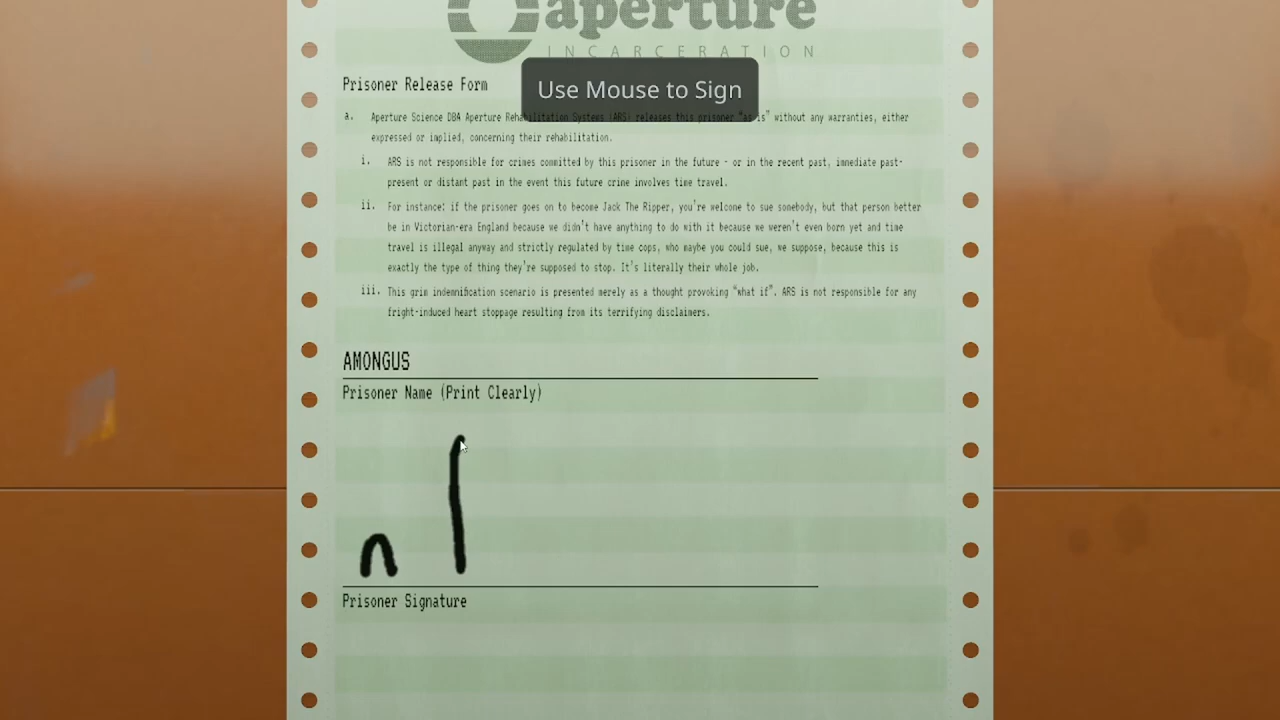 aperture
INCARCERATION
Use Mouse to Sign
Prisoner Release Form
a. Aperture Science DBA Aperture Rehabilitation Systems (ARS) releases this prisoner "as is" without any warranties, either
expressed or implied, concerning their rehabilitation.
i. ARS is not responsible for crimes committed by this prisoner in the future - or in the recent past, immediate past-
present or distant past in the event this future crime involves time travel.
ii. For instance: if the prisoner goes on to become Jack The Ripper, you're welcome to sue somebody, but that person better
be in Victorian-era England because we didn't have anything to do with it because we weren't even born yet and time
travel is illegal anyway and strictly regulated by time cops, who maybe you could sue, we suppose, because this is
exactly the type of thing they're supposed to stop. It's literally their whole job.
iii. This grim indemnification scenario is presented merely as a thought provoking "what if". ARS is not responsible for any
fright-induced heart stoppage resulting from its terrifying disclaimers.
AMONGUS
Prisoner Name (Print Clearly)
Prisoner Signature